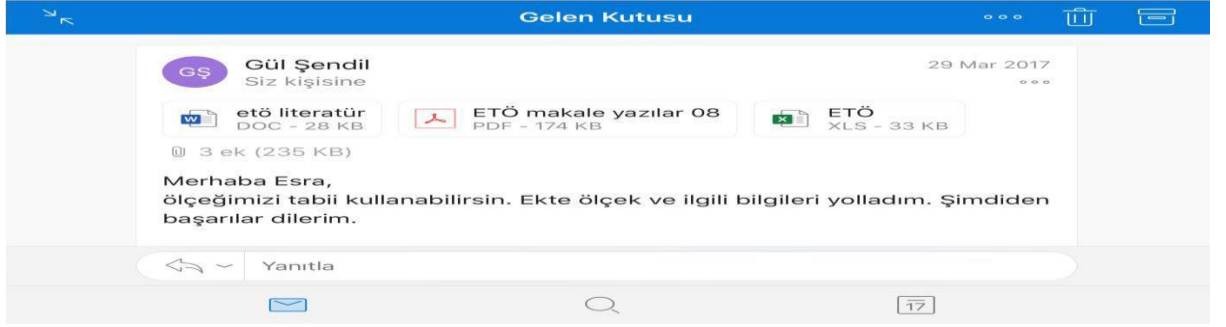 Gelen Kutusu
GŞ
Gül Şendil
29 Mar 2017
Siz kişisine
etö literatür
DOC - 28 KB
ETÖ makale yazılar 08
PDF - 174 KB
ETÖ
XLS - 33 KB
3 ek (235 KB)
Merhaba Esra,
ölçeğimizi tabii kullanabilirsin. Ekte ölçek ve ilgili bilgileri yolladım. Şimdiden
başarılar dilerim.
Yanıtla
17